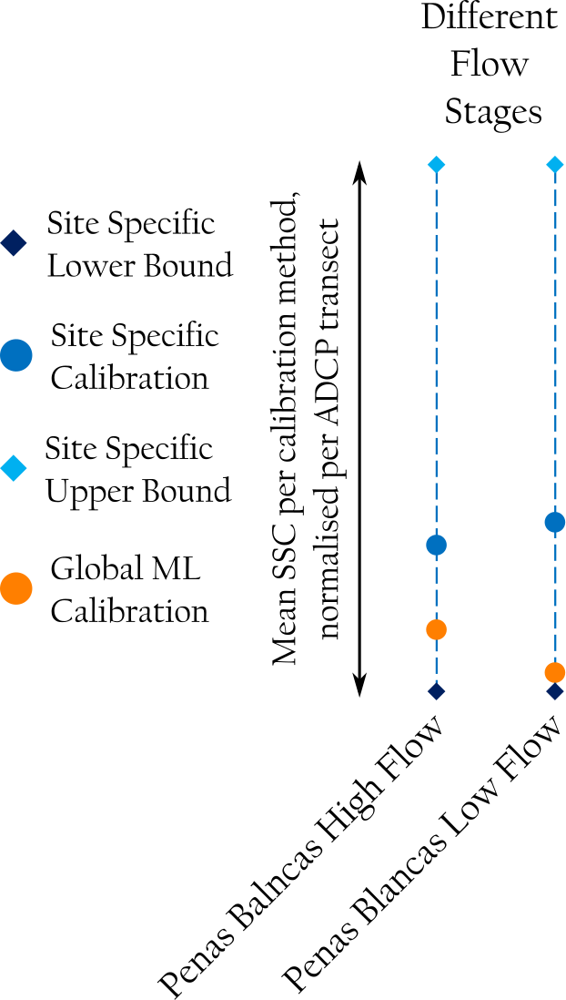 Different
Flow
Stages
Site Specific
Lower Bound
Site Specific
Calibration
Site Specific
Upper Bound
Global ML
Calibration
Mean SSC per calibration method,
normalised per ADCP transect
Penas Balncas High Flow
Penas Blancas Low Flow